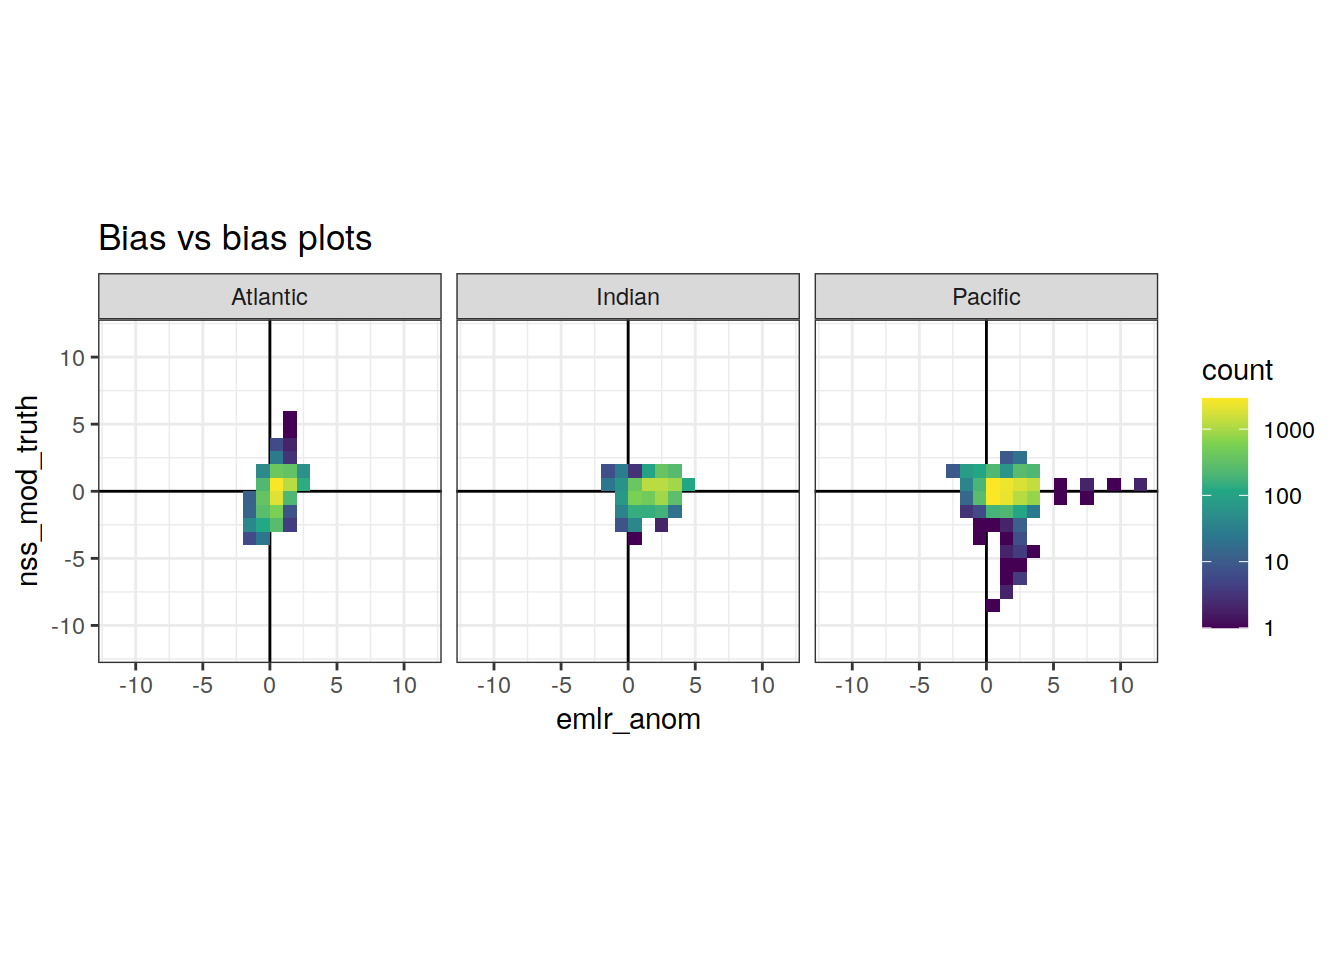 Bias vs bias plots
Atlantic Indian Pacific
nss_mod_truth
10
5
0
-5
-10
-10 -5 0 5 10 -10 -5 0 5 10 -10 -5 0 5 10
emlr_anom
count
1000
100
10
1